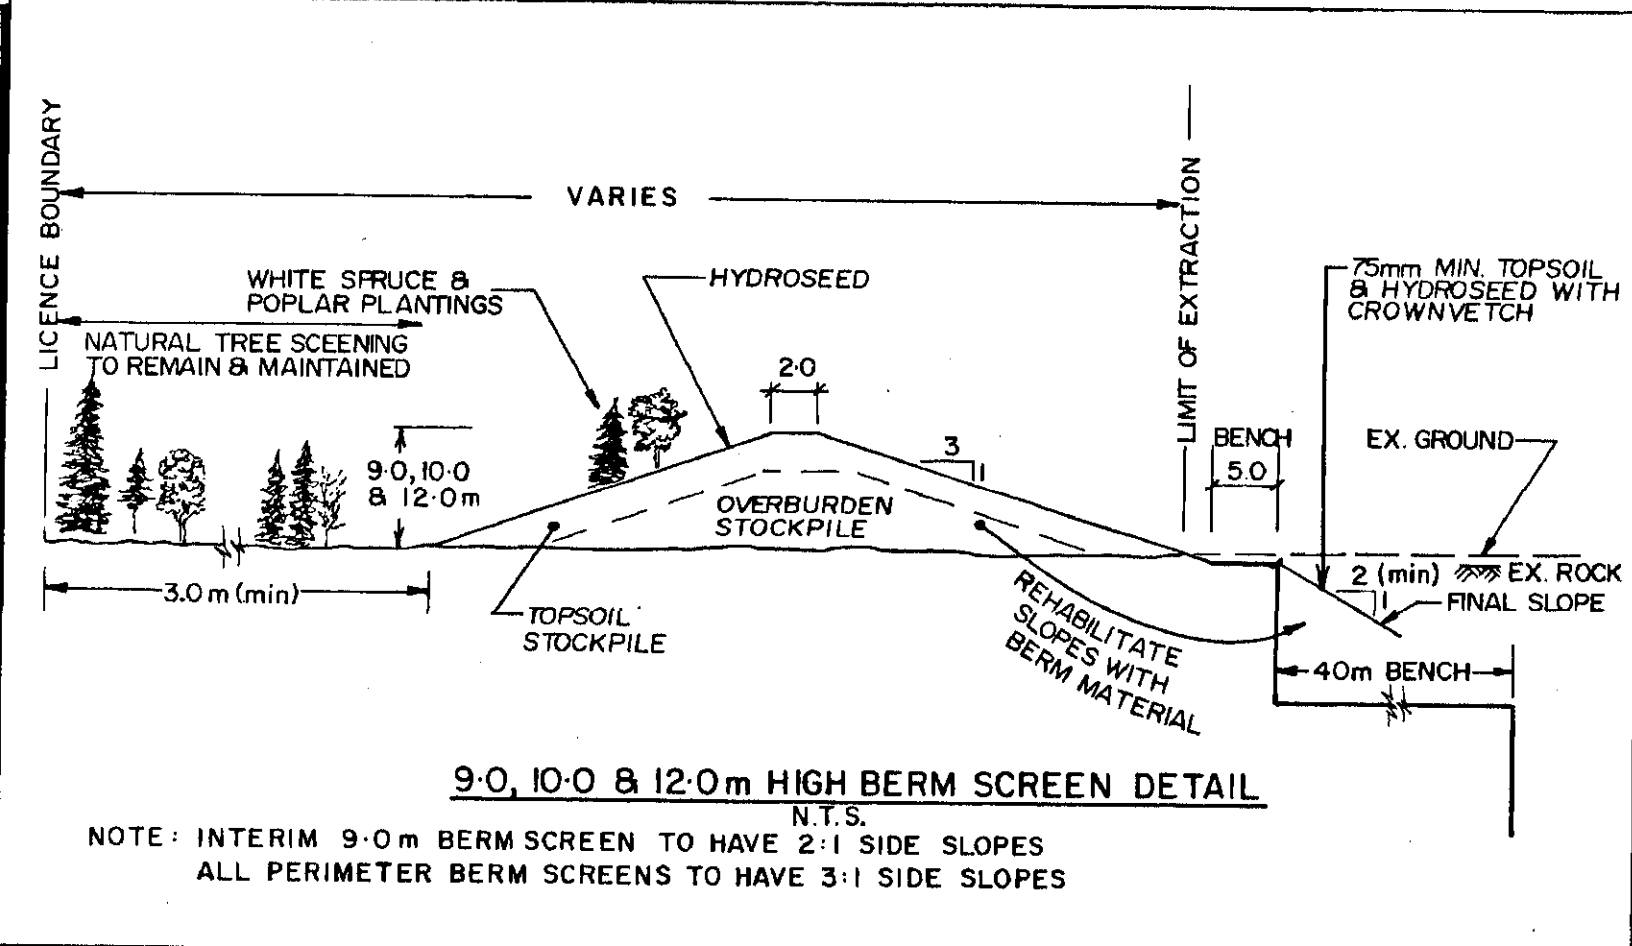 LICENCE BOUNDARY
VARIES
LIMIT OF EXTRACTION
WHITE SPRUCE &
POPLAR PLANTINGS
HYDROSEED
75mm MIN. TOPSOIL
& HYDROSEED WITH
CROWNVETCH
NATURAL TREE SCEENING
TO REMAIN & MAINTAINED
2·0
9·0, 10·0
& 12·0m
3
1
BENCH
5.0
EX. GROUND
OVERBURDEN
STOCKPILE
2 (min)
1
EX. ROCK
FINAL SLOPE
3.0m (min)
TOPSOIL
STOCKPILE
REHABILITATE
SLOPES WITH
BERM MATERIAL
40m BENCH
9·0, 10·0 & 12·0m HIGH BERM SCREEN DETAIL
N.T.S.
NOTE: INTERIM 9·0m BERM SCREEN TO HAVE 2:1 SIDE SLOPES
ALL PERIMETER BERM SCREENS TO HAVE 3:1 SIDE SLOPES